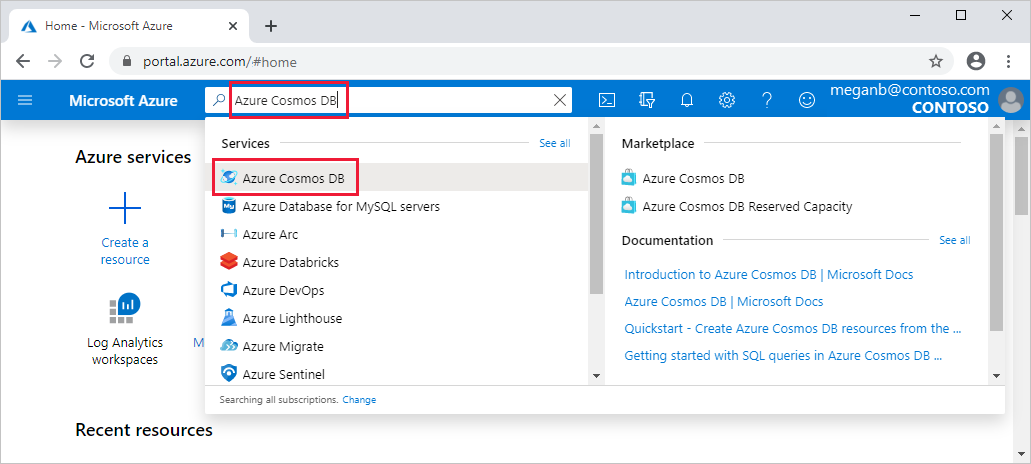 Home - Microsoft Azure
portal.azure.com/#home
Microsoft Azure
Azure Cosmos DB
meganb@contoso.com
CONTOSO
Azure services
Create a
resource
Log Analytics
workspaces
M
Recent resources
Services
See all
Azure Cosmos DB
My
Azure Database for MySQL servers
Azure Arc
Azure Databricks
Azure DevOps
Azure Lighthouse
Azure Migrate
Azure Sentinel
Marketplace
Azure Cosmos DB
Azure Cosmos DB Reserved Capacity
Documentation
See all
Introduction to Azure Cosmos DB | Microsoft Docs
Azure Cosmos DB | Microsoft Docs
Quickstart - Create Azure Cosmos DB resources from the ...
Getting started with SQL queries in Azure Cosmos DB ...
Searching all subscriptions. Change